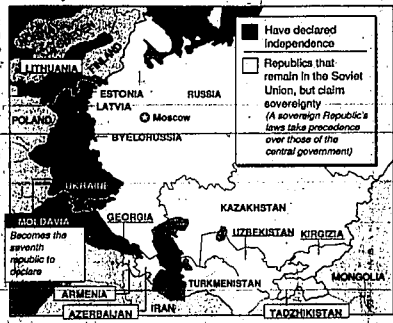 Have declared
independence
Republics that
remain in the Soviet
Union, but claim
sovereignty
(A sovereign Republic's
laws take precedence
over those of the
central government)
FINLAND
LITHUANIA
ESTONIA
LATVIA
RUSSIA
Moscow
POLAND
BYELORUSSIA
UKRAINE
MOLDAVIA
Becomes the
seventh
republic to
declare
GEORGIA
KAZAKHSTAN
UZBEKISTAN
KIRGIZIA
TURKMENISTAN
MONGOLIA
ARMENIA
IRAN
AZERBAIJAN
TADZHIKISTAN